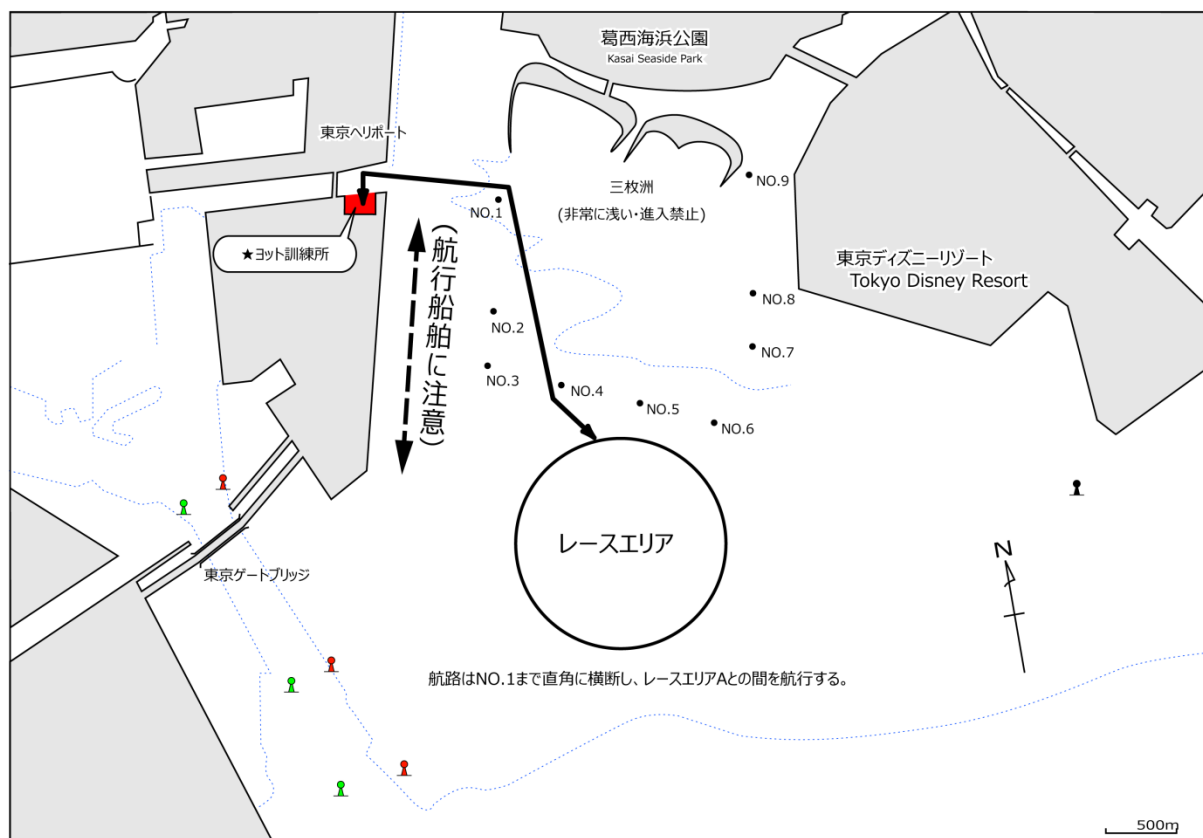 葛西海浜公園
Kasai Seaside Park
東京ヘリポート
三枚洲
(非常に浅い・進入禁止)
NO.9
NO.1
★ヨット訓練所
(航行船舶に注意)
東京ディズニーリゾート
Tokyo Disney Resort
NO.8
NO.2
NO.7
NO.3
NO.4
NO.5
NO.6
レースエリア
N
東京ゲートブリッジ
航路はNO.1まで直角に横断し、レースエリアAとの間を航行する。
500m